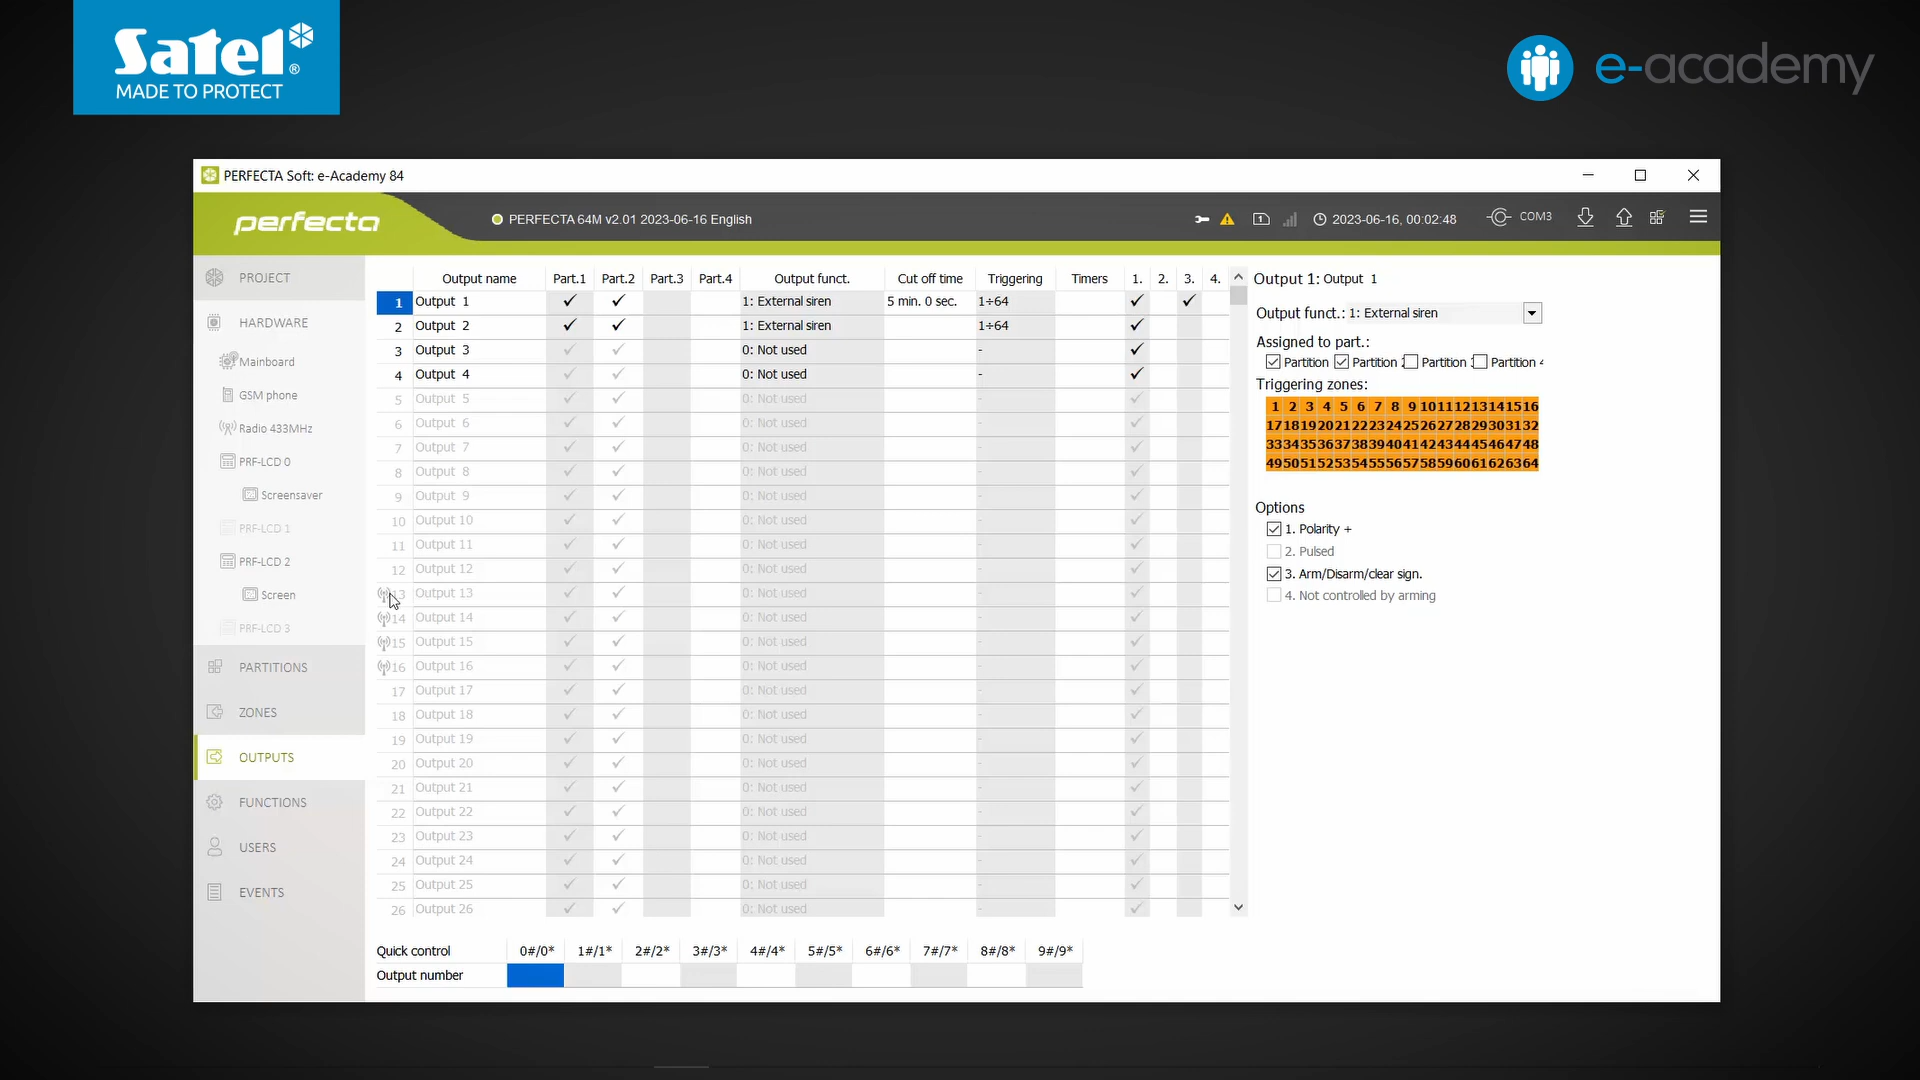 Satel®
MADE TO PROTECT
e-academy
PERFECTA Soft: e-Academy 84
perfecta
PERFECTA 64M v2.01 2023-06-16 English
1
2023-06-16, 00:02:48
COM3
PROJECT
HARDWARE
Mainboard
GSM phone
Radio 433MHz
PRF-LCD 0
Screensaver
PRF-LCD 1
PRF-LCD 2
Screen
PRF-LCD 3
PARTITIONS
ZONES
OUTPUTS
FUNCTIONS
USERS
EVENTS
Output name Part.1 Part.2 Part.3 Part.4 Output funct. Cut off time Triggering Timers 1. 2. 3. 4.
1 Output 1 ✓ ✓ 1: External siren 5 min. 0 sec. 1÷64 ✓ ✓
2 Output 2 ✓ ✓ 1: External siren 1÷64 ✓
3 Output 3 ✓ ✓ 0: Not used - ✓
4 Output 4 ✓ ✓ 0: Not used - ✓
5 Output 5 ✓ ✓ 0: Not used - ✓
6 Output 6 ✓ ✓ 0: Not used - ✓
7 Output 7 ✓ ✓ 0: Not used - ✓
8 Output 8 ✓ ✓ 0: Not used - ✓
9 Output 9 ✓ ✓ 0: Not used - ✓
10 Output 10 ✓ ✓ 0: Not used - ✓
11 Output 11 ✓ ✓ 0: Not used - ✓
12 Output 12 ✓ ✓ 0: Not used - ✓
13 Output 13 ✓ ✓ 0: Not used - ✓
14 Output 14 ✓ ✓ 0: Not used - ✓
15 Output 15 ✓ ✓ 0: Not used - ✓
16 Output 16 ✓ ✓ 0: Not used - ✓
17 Output 17 ✓ ✓ 0: Not used - ✓
18 Output 18 ✓ ✓ 0: Not used - ✓
19 Output 19 ✓ ✓ 0: Not used - ✓
20 Output 20 ✓ ✓ 0: Not used - ✓
21 Output 21 ✓ ✓ 0: Not used - ✓
22 Output 22 ✓ ✓ 0: Not used - ✓
23 Output 23 ✓ ✓ 0: Not used - ✓
24 Output 24 ✓ ✓ 0: Not used - ✓
25 Output 25 ✓ ✓ 0: Not used - ✓
26 Output 26 ✓ ✓ 0: Not used - ✓
Quick control 0#/0* 1#/1* 2#/2* 3#/3* 4#/4* 5#/5* 6#/6* 7#/7* 8#/8* 9#/9*
Output number
Output 1: Output 1
Output funct.: 1: External siren
Assigned to part.:
Partition Partition Partition Partition
Triggering zones:
1 2 3 4 5 6 7 8 9 10 11 12 13 14 15 16
17 18 19 20 21 22 23 24 25 26 27 28 29 30 31 32
33 34 35 36 37 38 39 40 41 42 43 44 45 46 47 48
49 50 51 52 53 54 55 56 57 58 59 60 61 62 63 64
Options
1. Polarity +
2. Pulsed
3. Arm/Disarm/clear sign.
4. Not controlled by arming